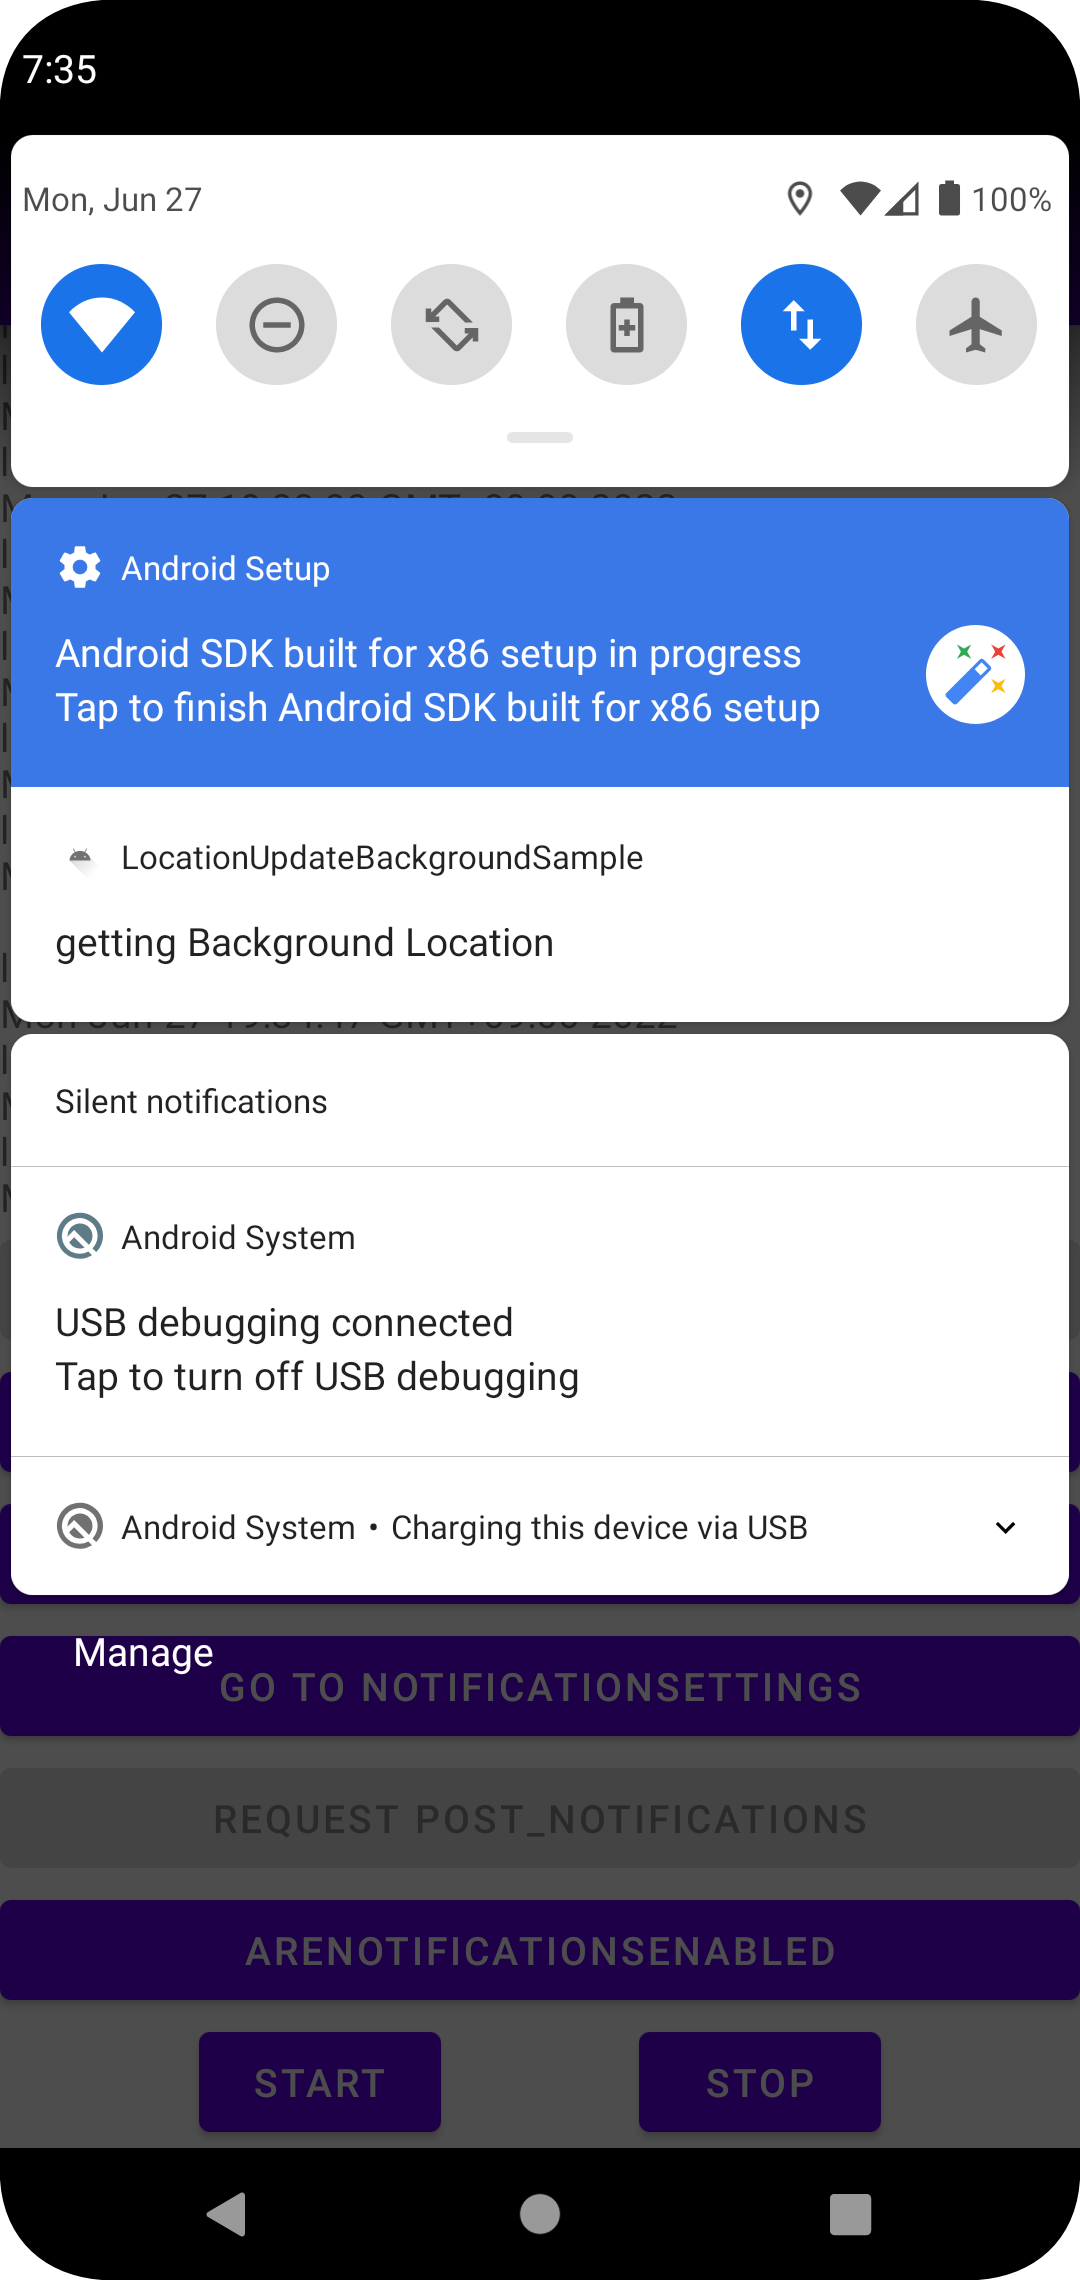 7:35
Mon, Jun 27
100%
Android Setup
Android SDK built for x86 setup in progress
Tap to finish Android SDK built for x86 setup
LocationUpdateBackgroundSample
getting Background Location
Silent notifications
Android System
USB debugging connected
Tap to turn off USB debugging
Android System • Charging this device via USB
Manage
GO TO NOTIFICATIONSETTINGS
REQUEST POST_NOTIFICATIONS
ARENOTIFICATIONSENABLED
START
STOP